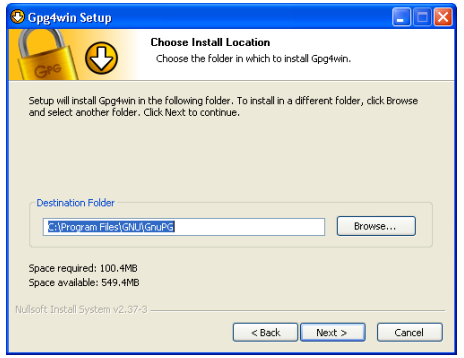 Gpg4win Setup
Choose Install Location
Choose the folder in which to install Gpg4win.
GPG
Setup will install Gpg4win in the following folder. To install in a different folder, click Browse
and select another folder. Click Next to continue.
Destination Folder
C:\Program Files\GNU\GnuPG
Browse...
Space required: 100.4MB
Space available: 549.4MB
Nullsoft Install System v2.37-3
< Back
Next >
Cancel